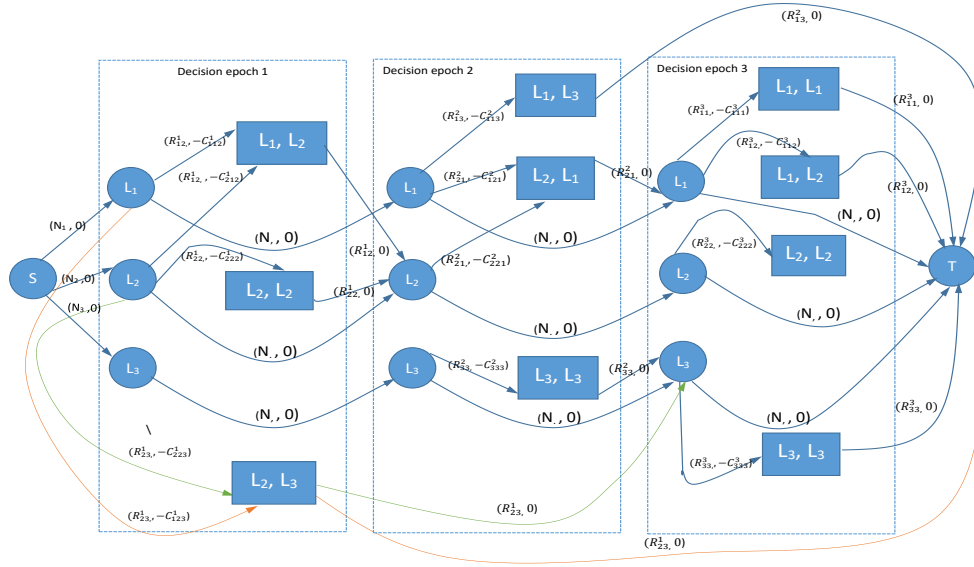 (R²₁₃, 0)
Decision epoch 1
Decision epoch 2
Decision epoch 3
L₁, L₃
L₁, L₁
(R²₁₃,, −C²₁₁₃)
(R³₁₁,, −C³₁₁₁)
(R³₁₁, 0)
L₁, L₂
(R¹₁₂,, −C¹₁₁₂)
(R³₁₂,, −C³₁₁₂)
L₁, L₂
(R³₁₂, 0)
L₁
(R¹₁₂,, −C¹₂₁₂)
L₁
(R²₂₁,, −C²₁₂₁)
L₂, L₁
(R²₂₁, 0)
L₁
(N₁ , 0)
(N, , 0)
(N, , 0)
(N, , 0)
(R¹₁₂, 0)
(R¹₂₂,, −C¹₂₂₂)
(R²₂₁,, −C²₂₂₁)
(R³₂₂,, −C³₂₂₂)
L₂, L₂
S
(N₂ ,0)
L₂
L₂, L₂
(R¹₂₂, 0)
L₂
L₂
T
(N₃ ,0)
(N, , 0)
(N, , 0)
(N, , 0)
L₃
L₃
(R²₃₃,, −C²₃₃₃)
L₃, L₃
(R²₃₃, 0)
L₃
(N, , 0)
(N, , 0)
(N, , 0)
(R³₃₃, 0)
\
(R¹₂₃,, −C¹₂₂₃)
L₂, L₃
(R³₃₃,, −C³₃₃₃)
L₃, L₃
(R¹₂₃,, −C¹₁₂₃)
(R¹₂₃, 0)
(R¹₂₃, 0)